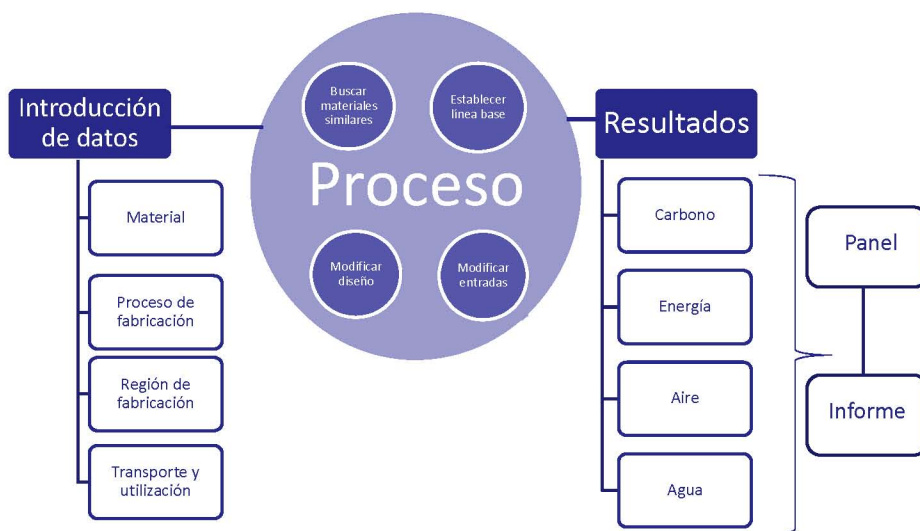 Introducción
de datos
Material
Proceso de
fabricación
Región de
fabricación
Transporte y
utilización
Buscar
materiales
similares
Establecer
línea base
Proceso
Modificar
diseño
Modificar
entradas
Resultados
Carbono
Energía
Aire
Agua
Panel
Informe